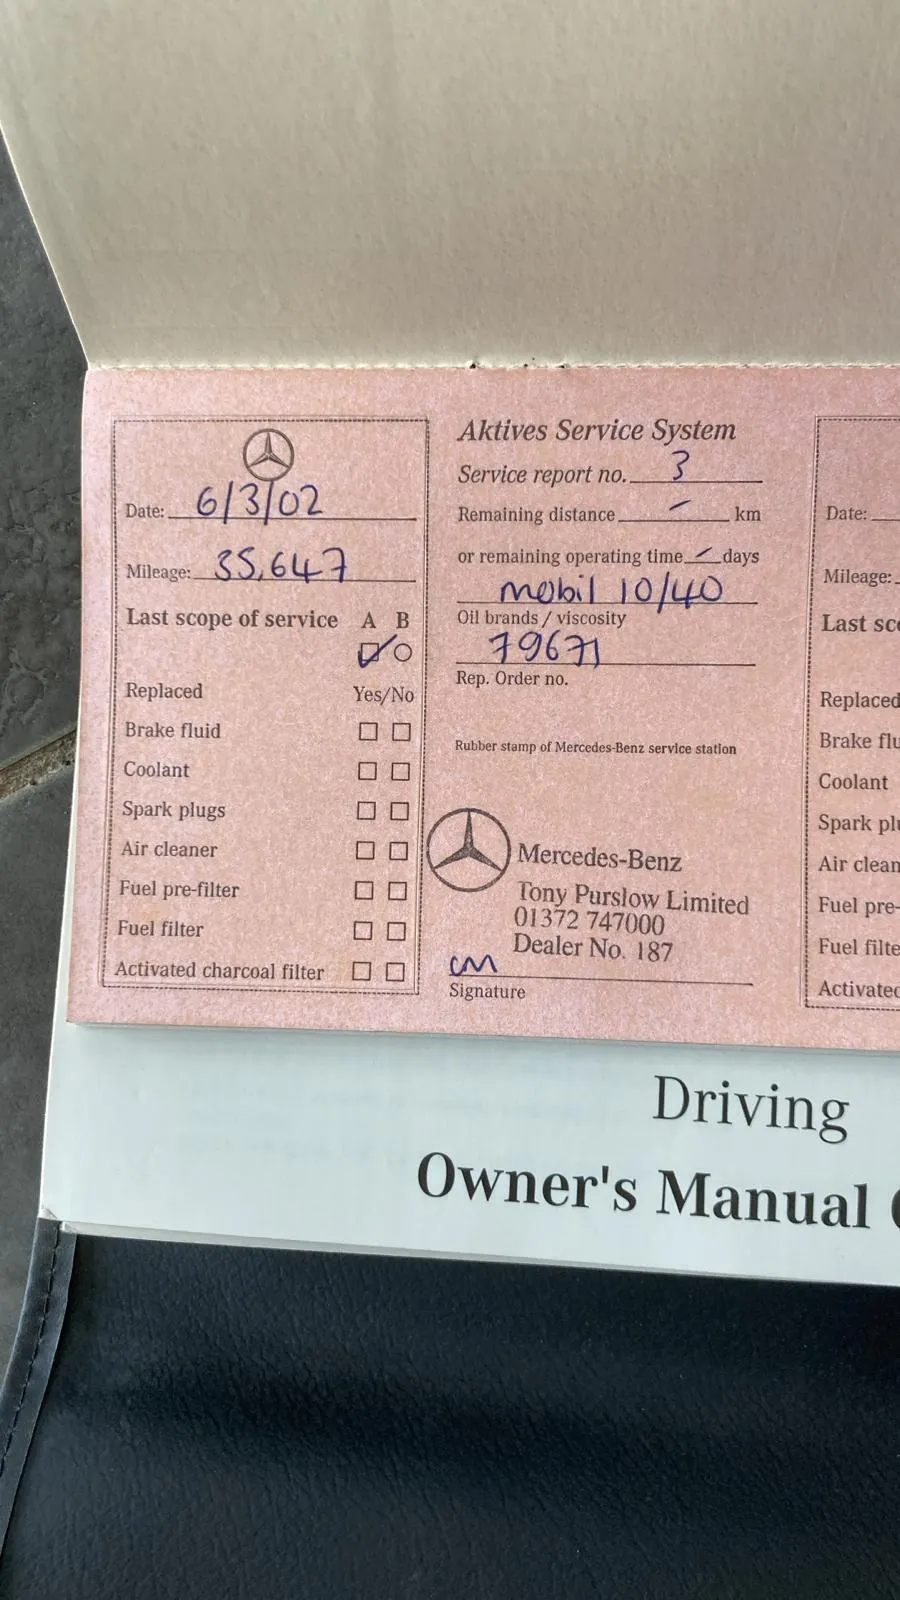 Date: 6/3/02
Mileage: 35,647
Last scope of service A B
Replaced Yes/No
Brake fluid
Coolant
Spark plugs
Air cleaner
Fuel pre-filter
Fuel filter
Activated charcoal filter
Aktives Service System
Service report no. 3
Remaining distance - km
or remaining operating time - days
mobil 10/40
Oil brands / viscosity
79671
Rep. Order no.
Rubber stamp of Mercedes-Benz service station
Mercedes-Benz
Tony Purslow Limited
01372 747000
Dealer No. 187
cm
Signature
Date:
Mileage:
Last sco
Replaced
Brake flu
Coolant
Spark plu
Air clean
Fuel pre-
Fuel filte
Activated
Driving
Owner's Manual